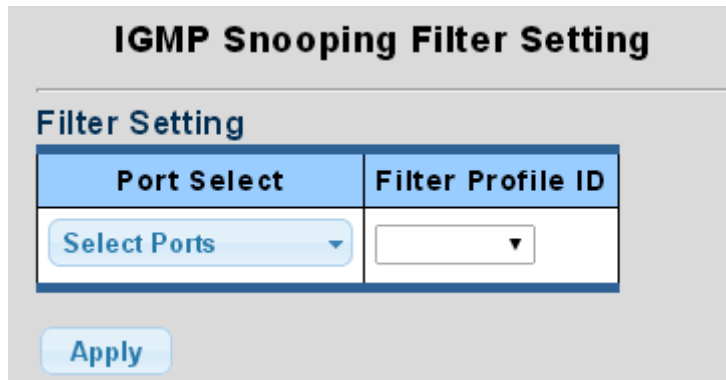 IGMP Snooping Filter Setting
Filter Setting
Port Select Filter Profile ID
Select Ports
Apply